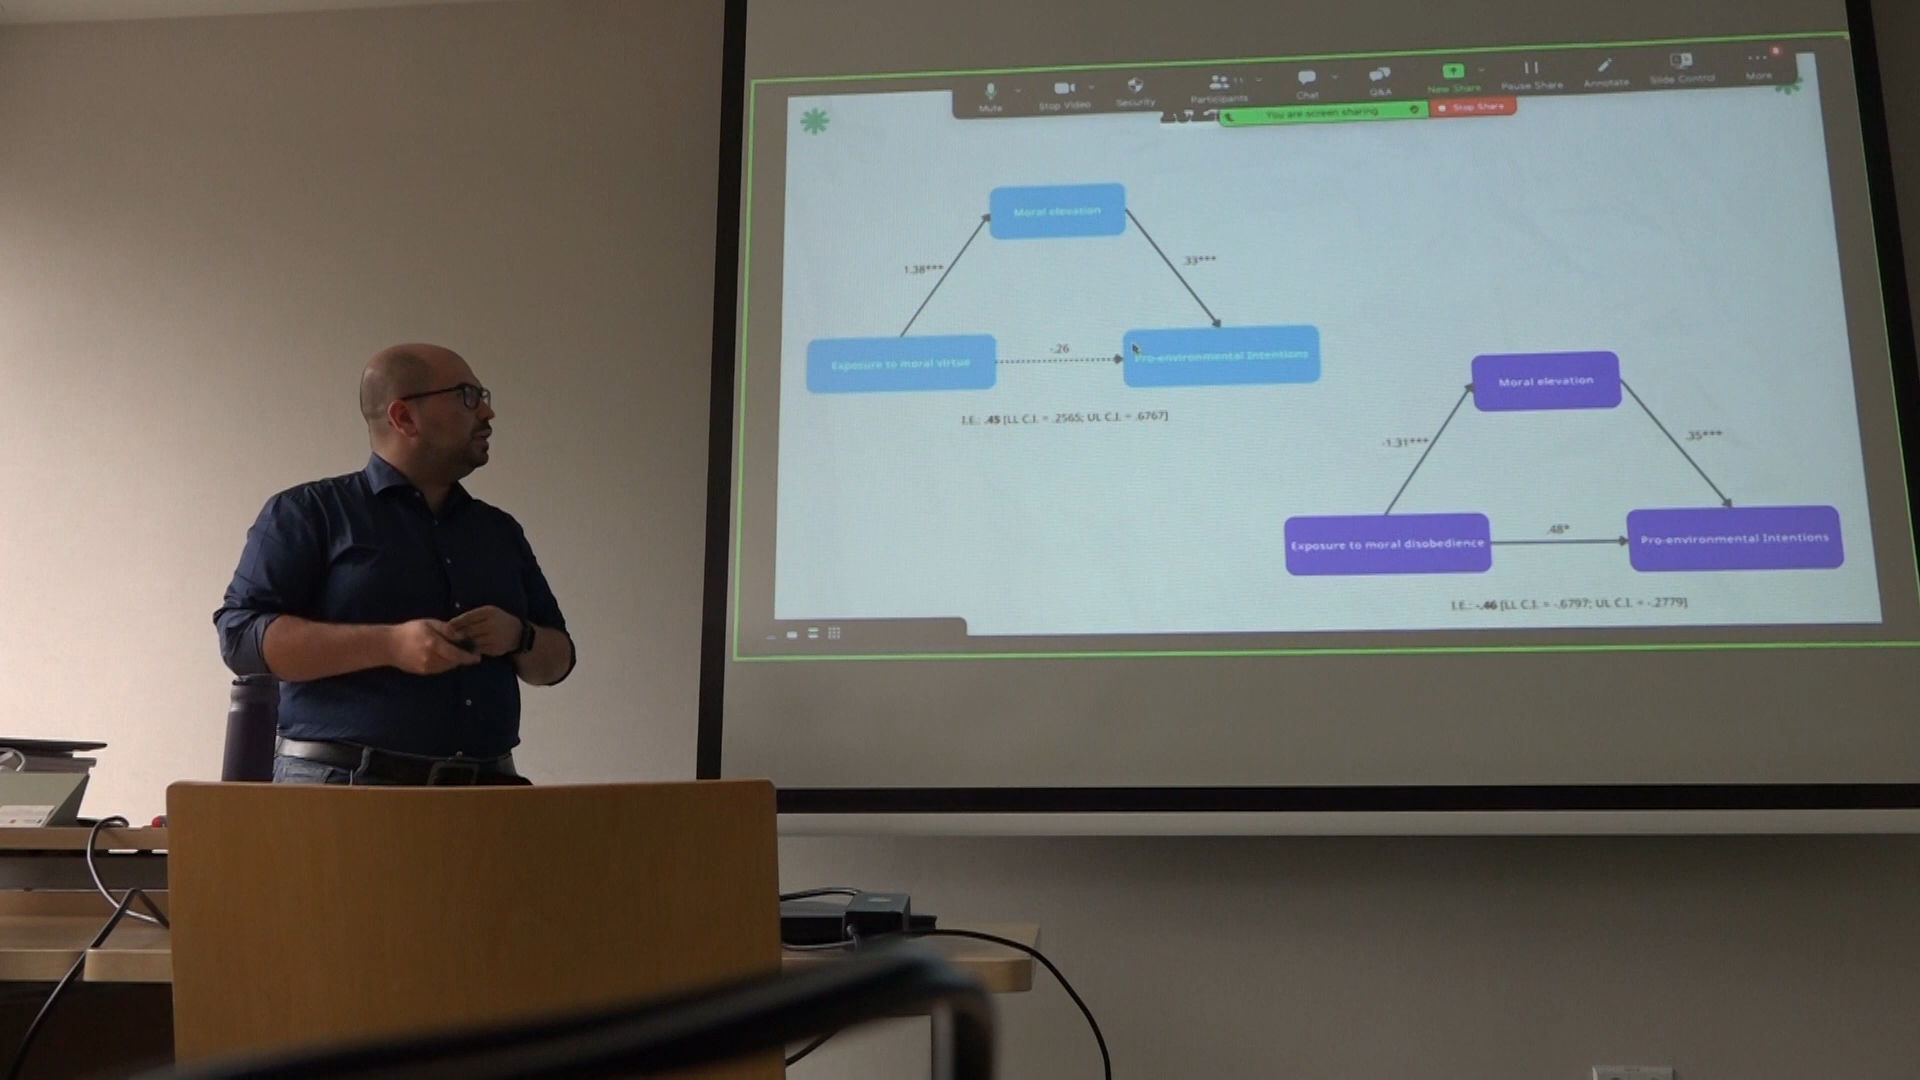 Mute
Stop Video
Security
Participants
11
Chat
Q&A
New Share
Pause Share
Annotate
Slide Control
More
You are screen sharing
Stop Share
Moral elevation
1.38***
.33***
Exposure to moral virtue
-.26
Pro-environmental Intentions
I.E.: .45 [LL C.I. = .2565; UL C.I. = .6767]
Moral elevation
-1.31***
.35***
Exposure to moral disobedience
.48*
Pro-environmental Intentions
I.E.: -.46 [LL C.I. = -.6797; UL C.I. = -.2779]